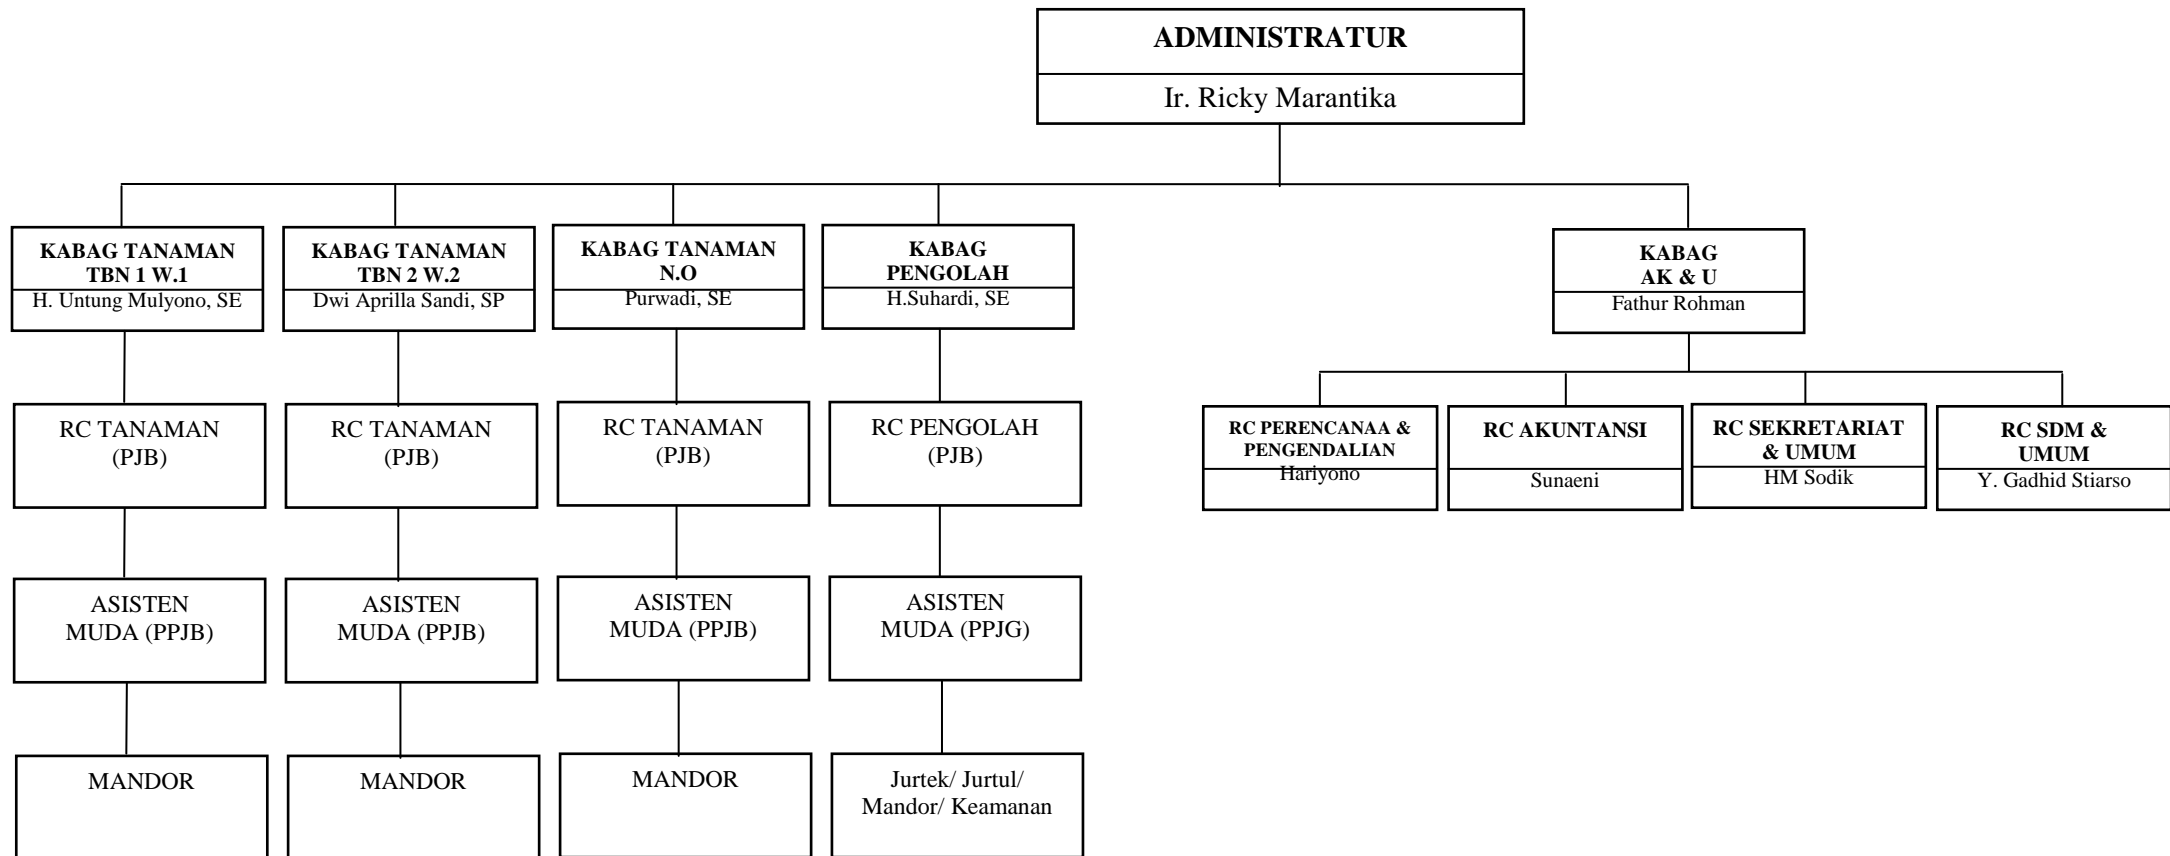 ADMINISTRATUR
Ir. Ricky Marantika
KABAG TANAMAN
TBN 1 W.1
H. Untung Mulyono, SE
KABAG TANAMAN
TBN 2 W.2
Dwi Aprilla Sandi, SP
KABAG TANAMAN
N.O
Purwadi, SE
KABAG
PENGOLAH
H.Suhardi, SE
KABAG
AK & U
Fathur Rohman
RC TANAMAN
(PJB)
RC TANAMAN
(PJB)
RC TANAMAN
(PJB)
RC PENGOLAH
(PJB)
RC PERENCANAA &
PENGENDALIAN
Hariyono
RC AKUNTANSI
Sunaeni
RC SEKRETARIAT
& UMUM
HM Sodik
RC SDM &
UMUM
Y. Gadhid Stiarso
ASISTEN
MUDA (PPJB)
ASISTEN
MUDA (PPJB)
ASISTEN
MUDA (PPJB)
ASISTEN
MUDA (PPJG)
MANDOR
MANDOR
MANDOR
Jurtek/ Jurtul/
Mandor/ Keamanan